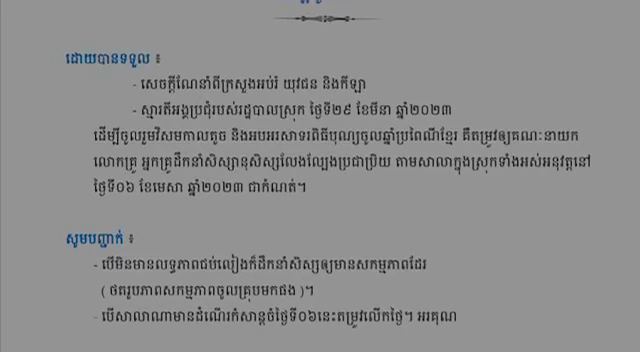 ដោយបានទទួល ៖
- សេចក្ដីណែនាំពីក្រសួងអប់រំ យុវជន និងកីឡា
- ស្មារតីអង្គប្រជុំរបស់រដ្ឋបាលស្រុក ថ្ងៃទី២៩ ខែមីនា ឆ្នាំ២០២៣
ដើម្បីចូលរួមវិសមកាលតូច និងអបអរសាទរពិធីបុណ្យចូលឆ្នាំប្រពៃណីខ្មែរ គឺតម្រូវឲ្យគណៈនាយក
លោកគ្រូ អ្នកគ្រូដឹកនាំសិស្សានុសិស្សលែងល្បែងប្រជាប្រិយ តាមសាលាក្នុងស្រុកទាំងអស់អនុវត្តនៅ
ថ្ងៃទី០៦ ខែមេសា ឆ្នាំ២០២៣ ជាកំណត់។
សូមបញ្ជាក់ ៖
- បើមិនមានលទ្ធភាពជប់លៀងក៏ដឹកនាំសិស្សឲ្យមានសកម្មភាពដែរ
( ថតរូបភាពសកម្មភាពចូលគ្រុបមកផង )។
- បើសាលាណាមានដំណើរកំសាន្តចំថ្ងៃទី០៦នេះតម្រូវលើកថ្ងៃ។ អរគុណ